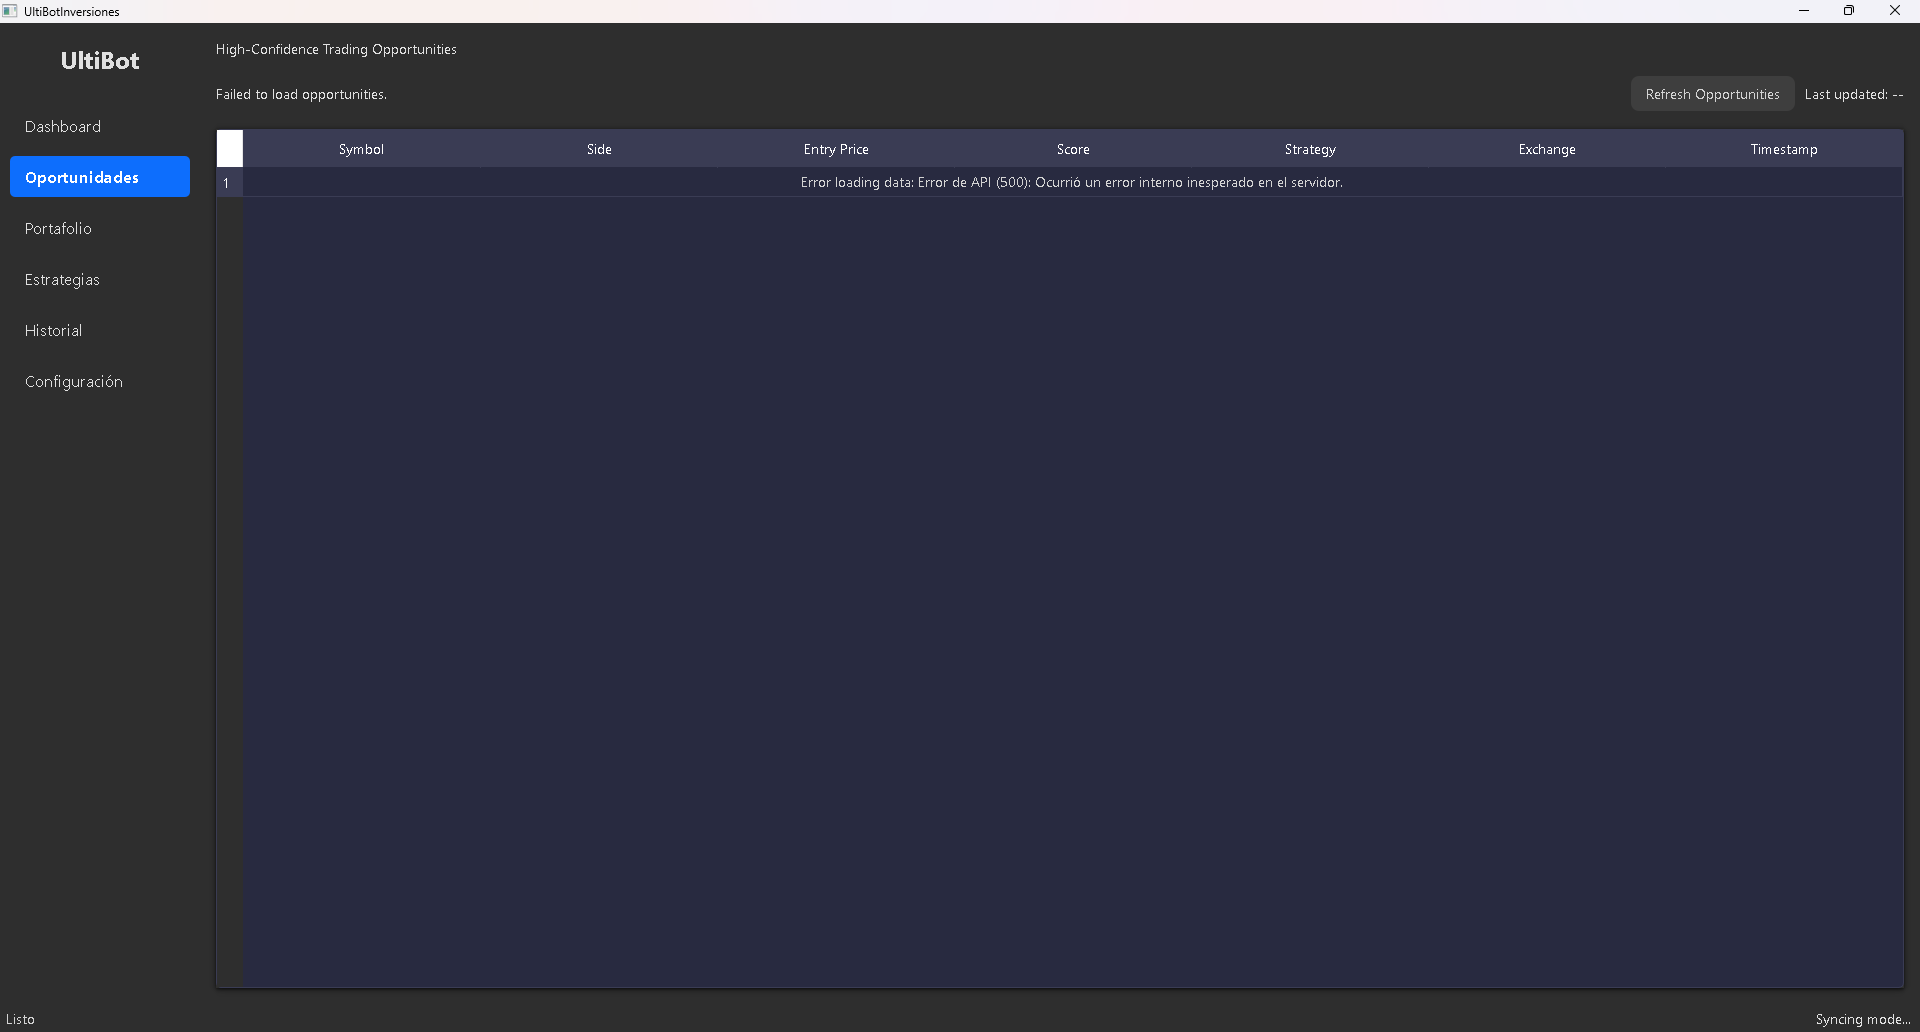 UltiBotInversiones
UltiBot
Dashboard
Oportunidades
Portafolio
Estrategias
Historial
Configuración
High-Confidence Trading Opportunities
Failed to load opportunities.
Refresh Opportunities
Last updated: --
Symbol Side Entry Price Score Strategy Exchange Timestamp
1 Error loading data: Error de API (500): Ocurrió un error interno inesperado en el servidor.
Listo
Syncing mode...